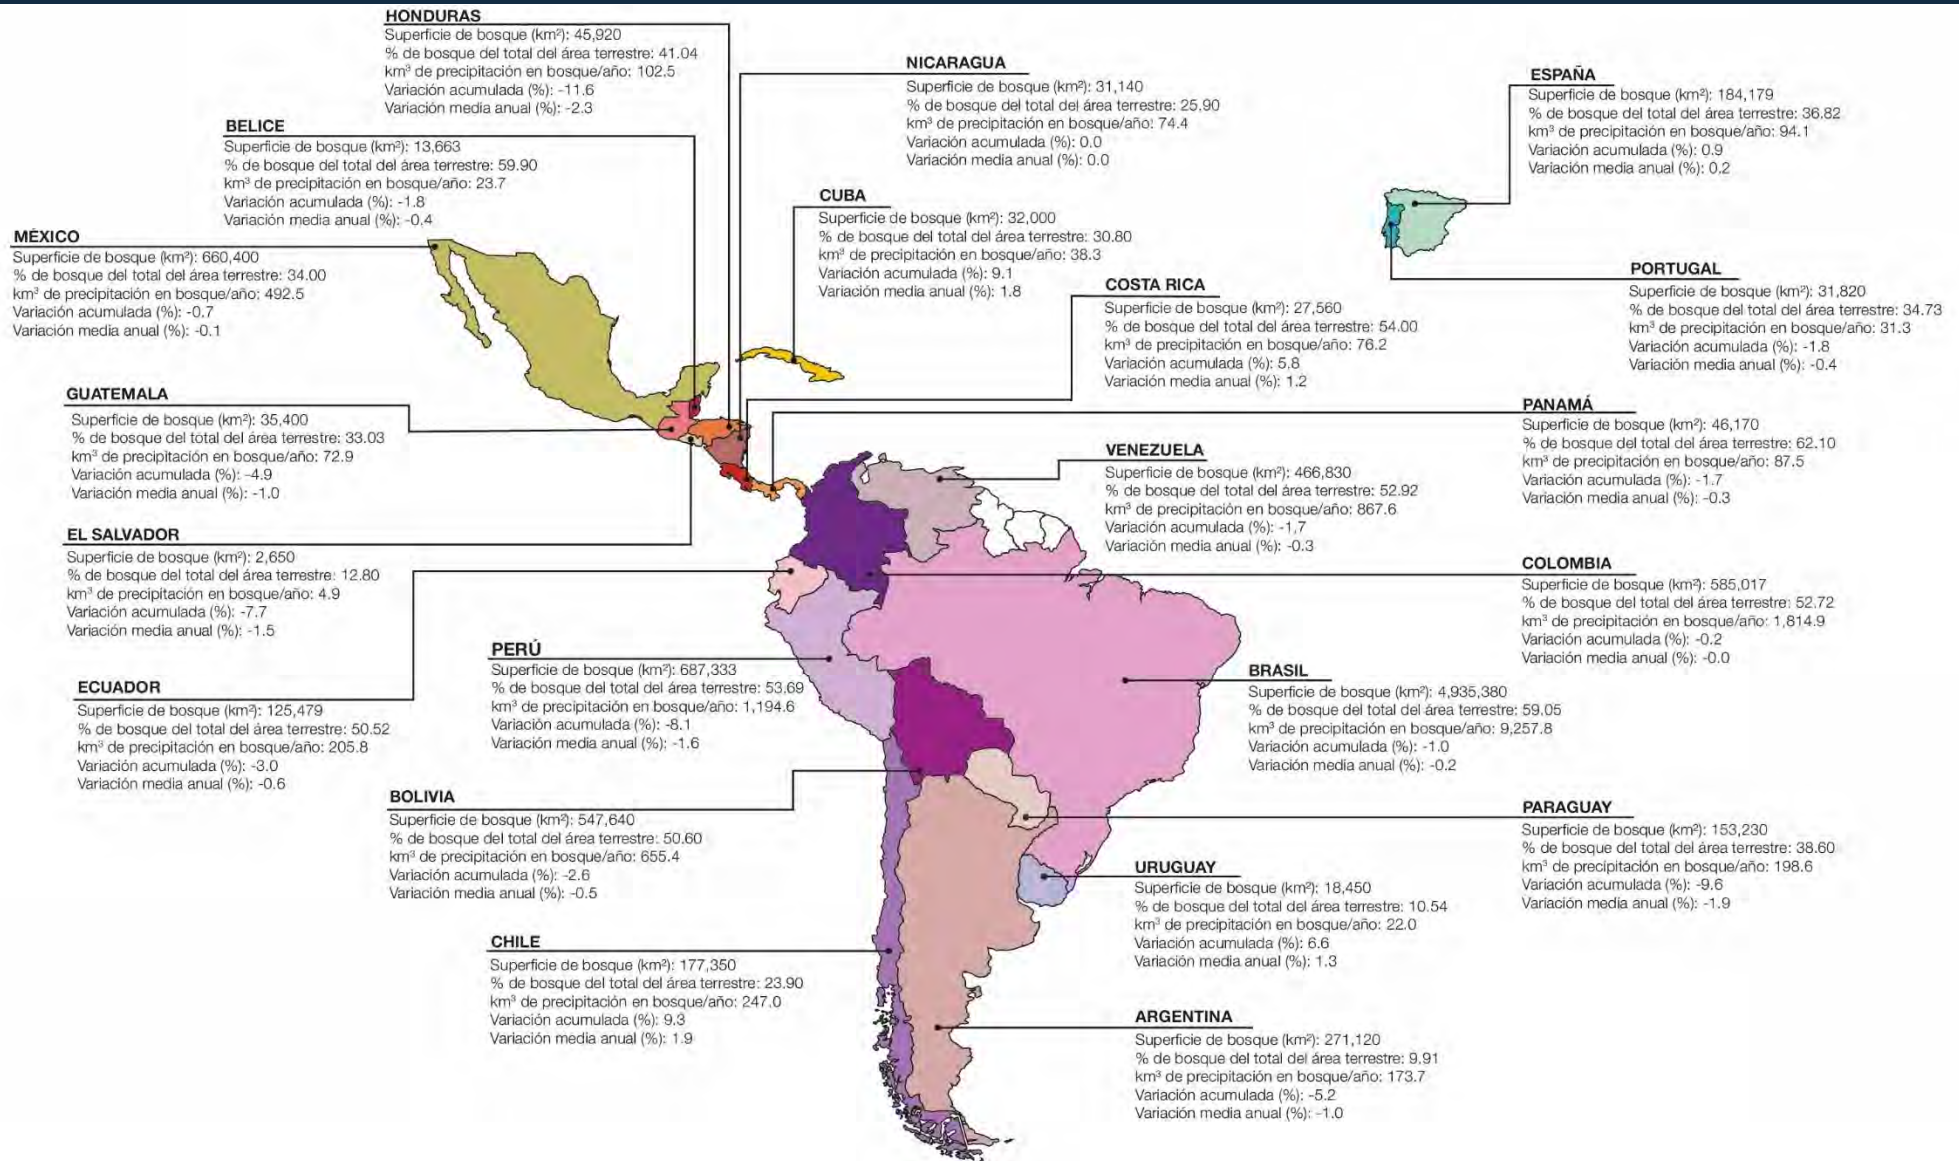 HONDURAS
Superficie de bosque (km²): 45,920
% de bosque del total del área terrestre: 41.04
km³ de precipitación en bosque/año: 102.5
Variación acumulada (%): -11.6
Variación media anual (%): -2.3
NICARAGUA
Superficie de bosque (km²): 31,140
% de bosque del total del área terrestre: 25.90
km³ de precipitación en bosque/año: 74.4
Variación acumulada (%): 0.0
Variación media anual (%): 0.0
ESPAÑA
Superficie de bosque (km²): 184,179
% de bosque del total del área terrestre: 36.82
km³ de precipitación en bosque/año: 94.1
Variación acumulada (%): 0.9
Variación media anual (%): 0.2
BELICE
Superficie de bosque (km²): 13,663
% de bosque del total del área terrestre: 59.90
km³ de precipitación en bosque/año: 23.7
Variación acumulada (%): -1.8
Variación media anual (%): -0.4
CUBA
Superficie de bosque (km²): 32,000
% de bosque del total del área terrestre: 30.80
km³ de precipitación en bosque/año: 38.3
Variación acumulada (%): 9.1
Variación media anual (%): 1.8
MÉXICO
Superficie de bosque (km²): 660,400
% de bosque del total del área terrestre: 34.00
km³ de precipitación en bosque/año: 492.5
Variación acumulada (%): -0.7
Variación media anual (%): -0.1
COSTA RICA
Superficie de bosque (km²): 27,560
% de bosque del total del área terrestre: 54.00
km³ de precipitación en bosque/año: 76.2
Variación acumulada (%): 5.8
Variación media anual (%): 1.2
PORTUGAL
Superficie de bosque (km²): 31,820
% de bosque del total del área terrestre: 34.73
km³ de precipitación en bosque/año: 31.3
Variación acumulada (%): -1.8
Variación media anual (%): -0.4
GUATEMALA
Superficie de bosque (km²): 35,400
% de bosque del total del área terrestre: 33.03
km³ de precipitación en bosque/año: 72.9
Variación acumulada (%): -4.9
Variación media anual (%): -1.0
PANAMÁ
Superficie de bosque (km²): 46,170
% de bosque del total del área terrestre: 62.10
km³ de precipitación en bosque/año: 87.5
Variación acumulada (%): -1.7
Variación media anual (%): -0.3
VENEZUELA
Superficie de bosque (km²): 466,830
% de bosque del total del área terrestre: 52.92
km³ de precipitación en bosque/año: 867.6
Variación acumulada (%): -1,7
Variación media anual (%): -0.3
EL SALVADOR
Superficie de bosque (km²): 2,650
% de bosque del total del área terrestre: 12.80
km³ de precipitación en bosque/año: 4.9
Variación acumulada (%): -7.7
Variación media anual (%): -1.5
COLOMBIA
Superficie de bosque (km²): 585,017
% de bosque del total del área terrestre: 52.72
km³ de precipitación en bosque/año: 1,814.9
Variación acumulada (%): -0.2
Variación media anual (%): -0.0
PERÚ
Superficie de bosque (km²): 687,333
% de bosque del total del área terrestre: 53.69
km³ de precipitación en bosque/año: 1,194.6
Variación acumulada (%): -8.1
Variación media anual (%): -1.6
BRASIL
Superficie de bosque (km²): 4,935,380
% de bosque del total del área terrestre: 59.05
km³ de precipitación en bosque/año: 9,257.8
Variación acumulada (%): -1.0
Variación media anual (%): -0.2
ECUADOR
Superficie de bosque (km²): 125,479
% de bosque del total del área terrestre: 50.52
km³ de precipitación en bosque/año: 205.8
Variación acumulada (%): -3.0
Variación media anual (%): -0.6
BOLIVIA
Superficie de bosque (km²): 547,640
% de bosque del total del área terrestre: 50.60
km³ de precipitación en bosque/año: 655.4
Variación acumulada (%): -2.6
Variación media anual (%): -0.5
PARAGUAY
Superficie de bosque (km²): 153,230
% de bosque del total del área terrestre: 38.60
km³ de precipitación en bosque/año: 198.6
Variación acumulada (%): -9.6
Variación media anual (%): -1.9
URUGUAY
Superficie de bosque (km²): 18,450
% de bosque del total del área terrestre: 10.54
km³ de precipitación en bosque/año: 22.0
Variación acumulada (%): 6.6
Variación media anual (%): 1.3
CHILE
Superficie de bosque (km²): 177,350
% de bosque del total del área terrestre: 23.90
km³ de precipitación en bosque/año: 247.0
Variación acumulada (%): 9.3
Variación media anual (%): 1.9
ARGENTINA
Superficie de bosque (km²): 271,120
% de bosque del total del área terrestre: 9.91
km³ de precipitación en bosque/año: 173.7
Variación acumulada (%): -5.2
Variación media anual (%): -1.0